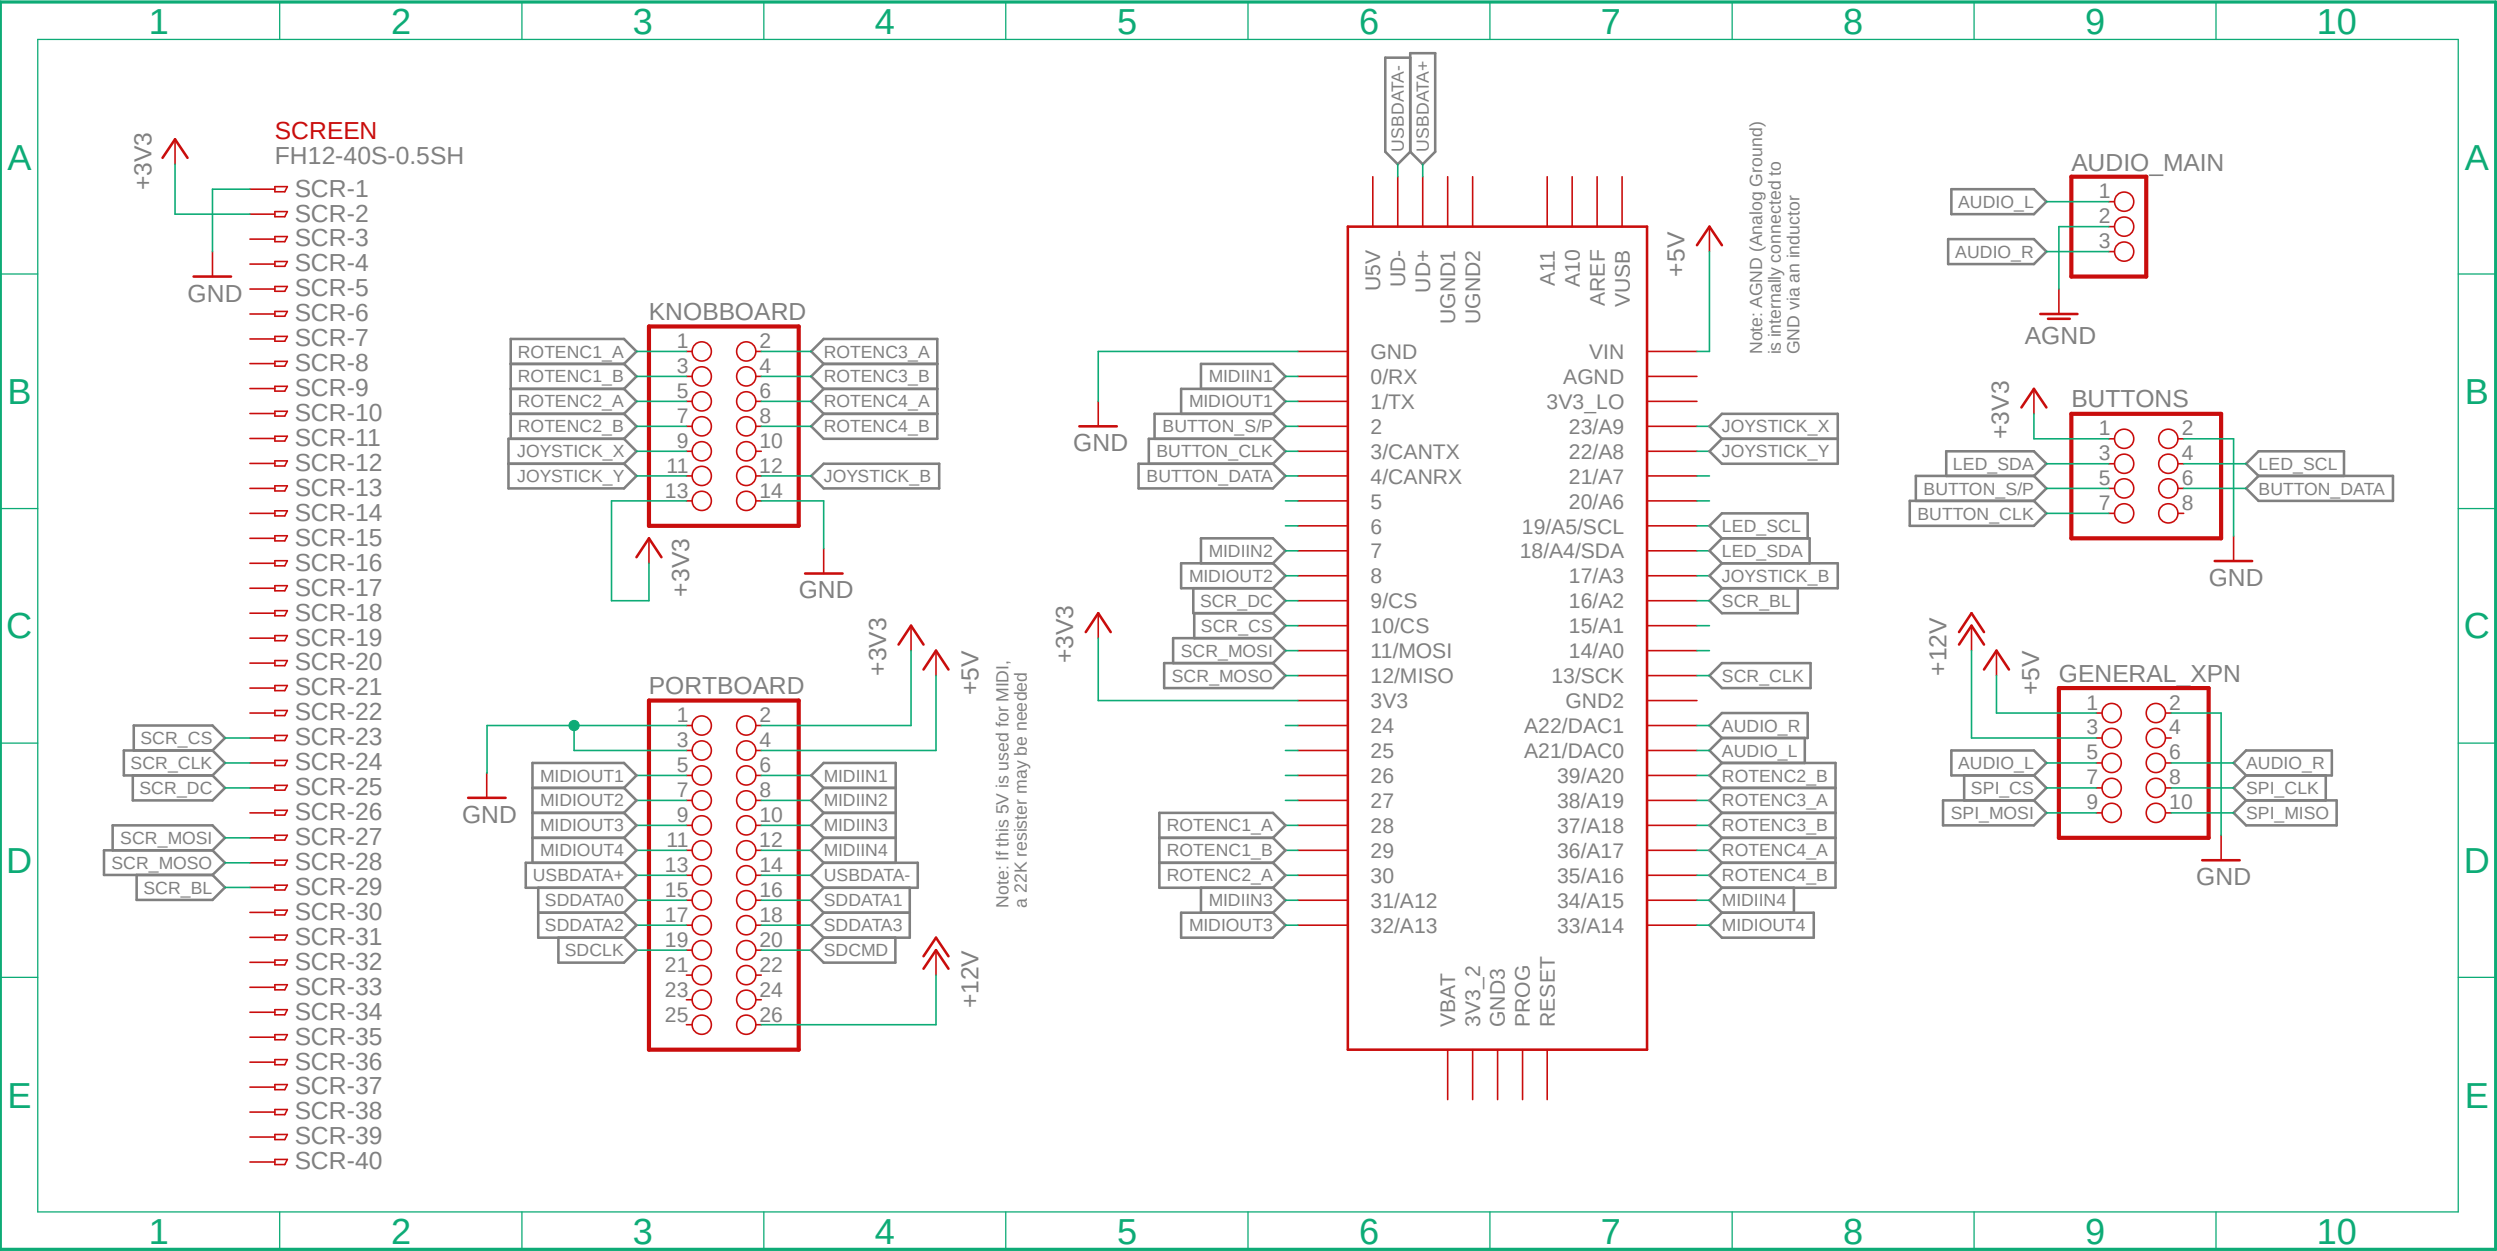 1 2 3 4 5 6 7 8 9 10
A
B
C
D
E
SCREEN
FH12-40S-0.5SH
+3V3
GND
SCR-1
SCR-2
SCR-3
SCR-4
SCR-5
SCR-6
SCR-7
SCR-8
SCR-9
SCR-10
SCR-11
SCR-12
SCR-13
SCR-14
SCR-15
SCR-16
SCR-17
SCR-18
SCR-19
SCR-20
SCR-21
SCR-22
SCR_CS SCR-23
SCR_CLK SCR-24
SCR_DC SCR-25
SCR-26
SCR_MOSI SCR-27
SCR_MOSO SCR-28
SCR_BL SCR-29
SCR-30
SCR-31
SCR-32
SCR-33
SCR-34
SCR-35
SCR-36
SCR-37
SCR-38
SCR-39
SCR-40
KNOBBOARD
ROTENC1_A 1 2 ROTENC3_A
ROTENC1_B 3 4 ROTENC3_B
ROTENC2_A 5 6 ROTENC4_A
ROTENC2_B 7 8 ROTENC4_B
JOYSTICK_X 9 10
JOYSTICK_Y 11 12 JOYSTICK_B
13 14
+3V3
GND
PORTBOARD
+3V3
+5V
1 2
3 4
MIDIOUT1 5 6 MIDIIN1
MIDIOUT2 7 8 MIDIIN2
MIDIOUT3 9 10 MIDIIN3
MIDIOUT4 11 12 MIDIIN4
USBDATA+ 13 14 USBDATA-
SDDATA0 15 16 SDDATA1
SDDATA2 17 18 SDDATA3
SDCLK 19 20 SDCMD
21 22
23 24
25 26
GND
+12V
Note: If this 5V is used for MIDI,
a 22K resister may be needed
USBDATA-
USBDATA+
U5V
UD-
UD+
UGND1
UGND2
A11
A10
AREF
VUSB
+5V
Note: AGND (Analog Ground)
is internally connected to
GND via an inductor
GND VIN
MIDIIN1 0/RX AGND
MIDIOUT1 1/TX 3V3_LO
BUTTON_S/P 2 23/A9 JOYSTICK_X
BUTTON_CLK 3/CANTX 22/A8 JOYSTICK_Y
BUTTON_DATA 4/CANRX 21/A7
5 20/A6
6 19/A5/SCL LED_SCL
MIDIIN2 7 18/A4/SDA LED_SDA
MIDIOUT2 8 17/A3 JOYSTICK_B
SCR_DC 9/CS 16/A2 SCR_BL
SCR_CS 10/CS 15/A1
SCR_MOSI 11/MOSI 14/A0
SCR_MOSO 12/MISO 13/SCK SCR_CLK
3V3 GND2
24 A22/DAC1 AUDIO_R
25 A21/DAC0 AUDIO_L
26 39/A20 ROTENC2_B
27 38/A19 ROTENC3_A
ROTENC1_A 28 37/A18 ROTENC3_B
ROTENC1_B 29 36/A17 ROTENC4_A
ROTENC2_A 30 35/A16 ROTENC4_B
MIDIIN3 31/A12 34/A15 MIDIIN4
MIDIOUT3 32/A13 33/A14 MIDIOUT4
GND
+3V3
VBAT
3V3_2
GND3
PROG
RESET
AUDIO_MAIN
AUDIO_L 1
2
AUDIO_R 3
AGND
+3V3
BUTTONS
1 2
LED_SDA 3 4 LED_SCL
BUTTON_S/P 5 6 BUTTON_DATA
BUTTON_CLK 7 8
GND
+12V
+5V
GENERAL_XPN
1 2
3 4
AUDIO_L 5 6 AUDIO_R
SPI_CS 7 8 SPI_CLK
SPI_MOSI 9 10 SPI_MISO
GND
A
B
C
D
E
1 2 3 4 5 6 7 8 9 10